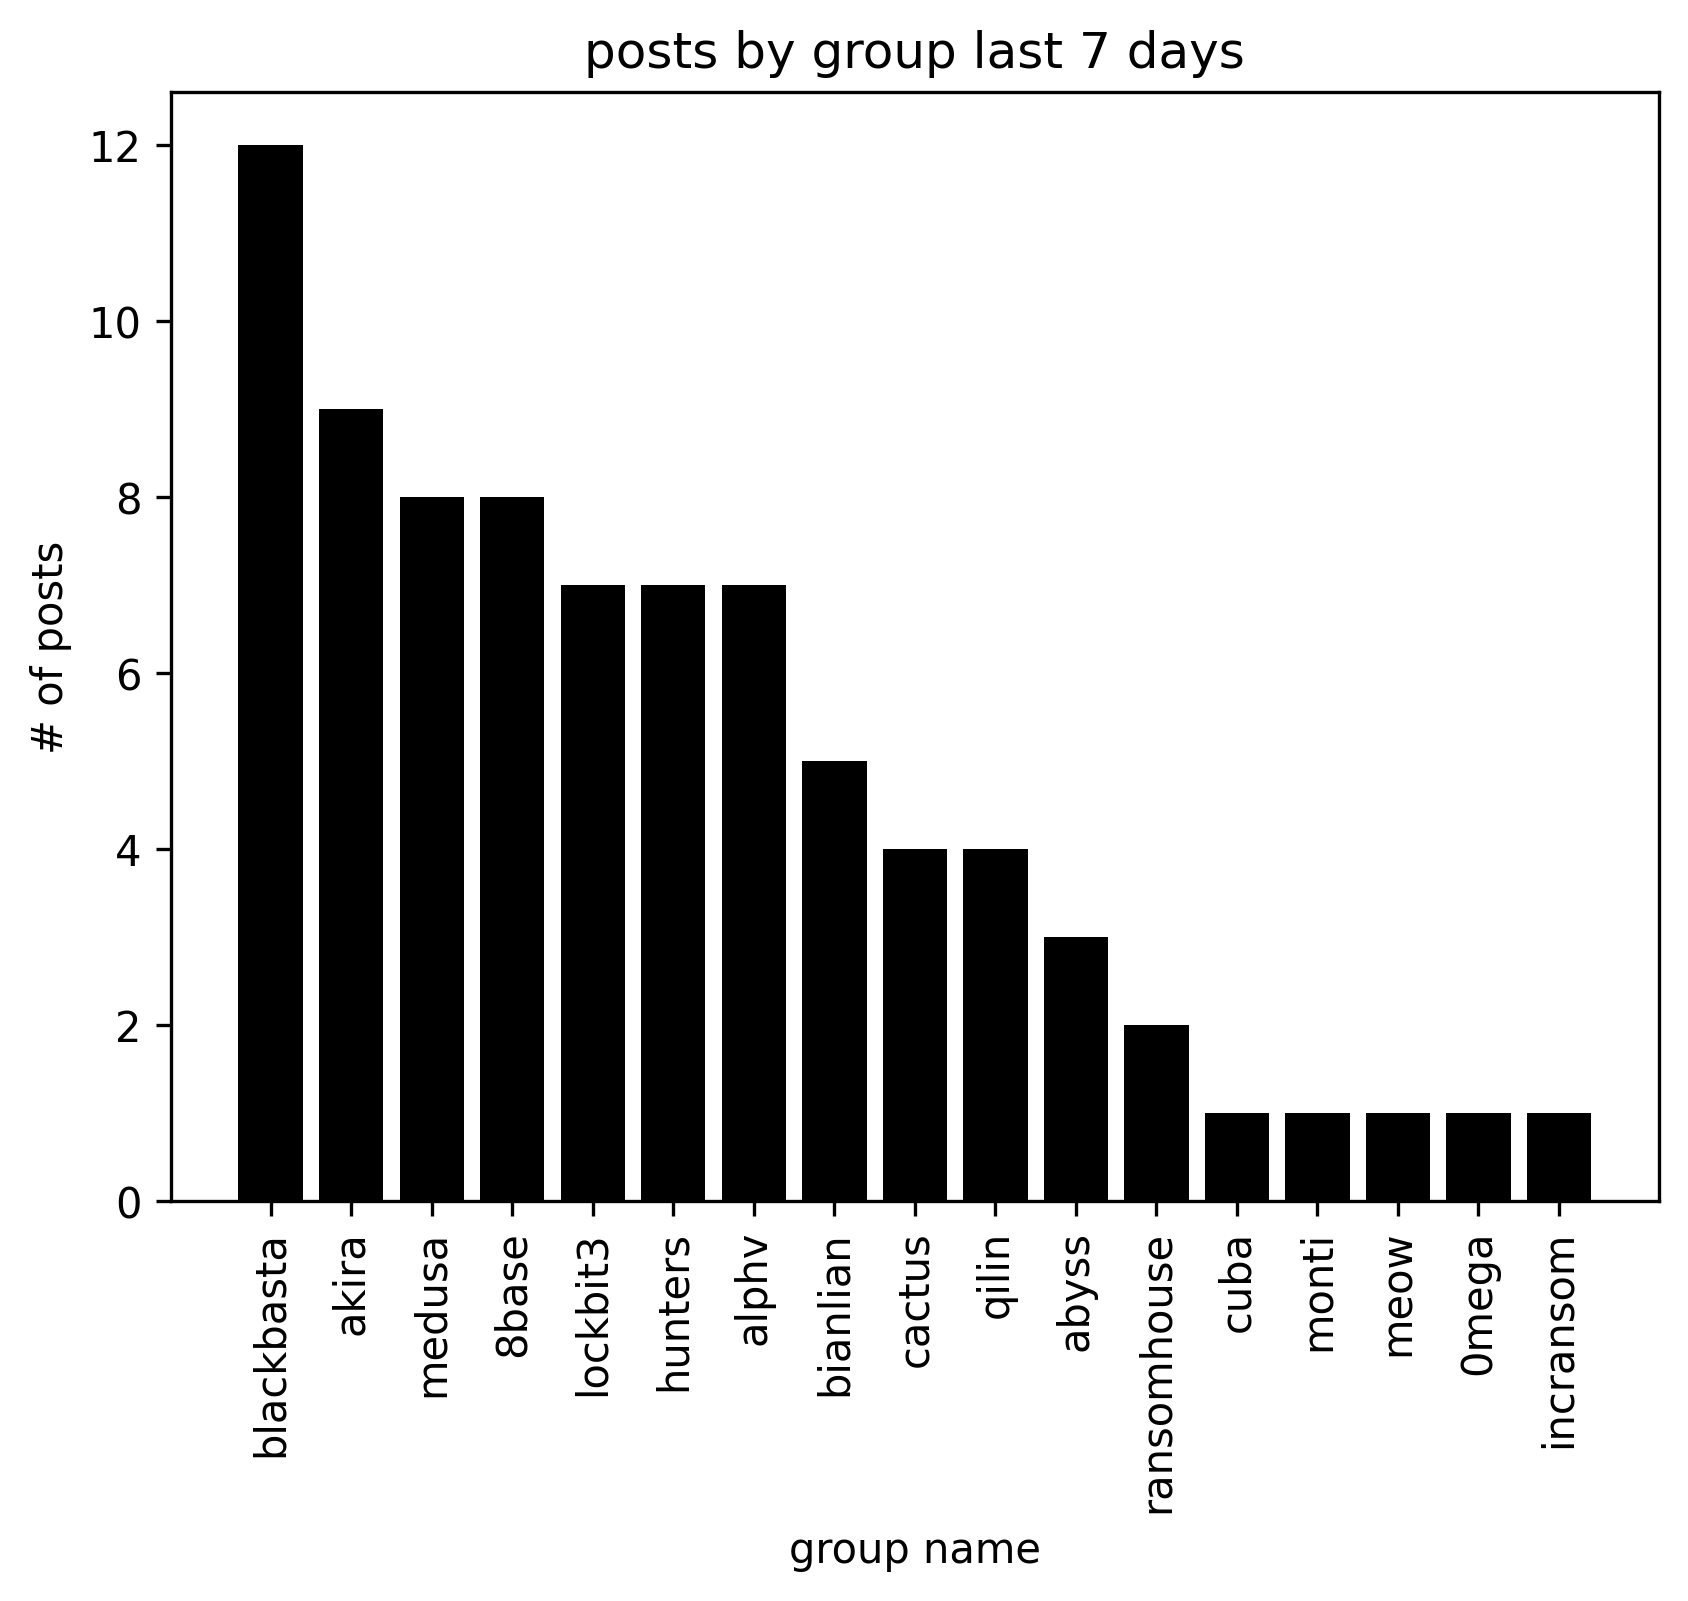 posts by group last 7 days
# of posts
12
10
8
6
4
2
0
blackbasta
akira
medusa
8base
lockbit3
hunters
alphv
bianlian
cactus
qilin
abyss
ransomhouse
cuba
monti
meow
0mega
incransom
group name